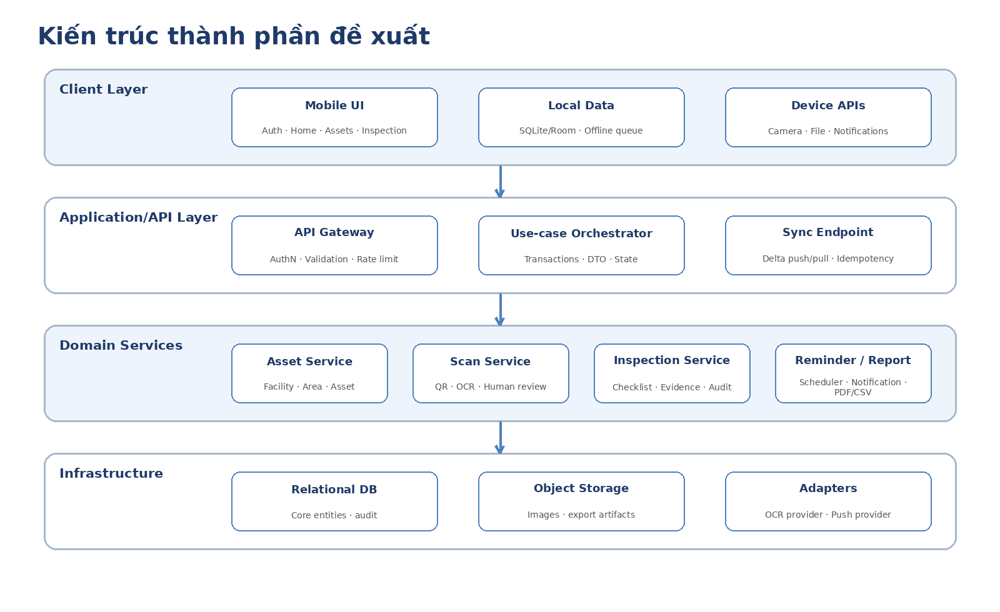 Kiến trúc thành phần đề xuất
Client Layer
Mobile UI
Auth · Home · Assets · Inspection
Local Data
SQLite/Room · Offline queue
Device APIs
Camera · File · Notifications
Application/API Layer
API Gateway
AuthN · Validation · Rate limit
Use-case Orchestrator
Transactions · DTO · State
Sync Endpoint
Delta push/pull · Idempotency
Domain Services
Asset Service
Facility · Area · Asset
Scan Service
QR · OCR · Human review
Inspection Service
Checklist · Evidence · Audit
Reminder / Report
Scheduler · Notification ·
PDF/CSV
Infrastructure
Relational DB
Core entities · audit
Object Storage
Images · export artifacts
Adapters
OCR provider · Push provider